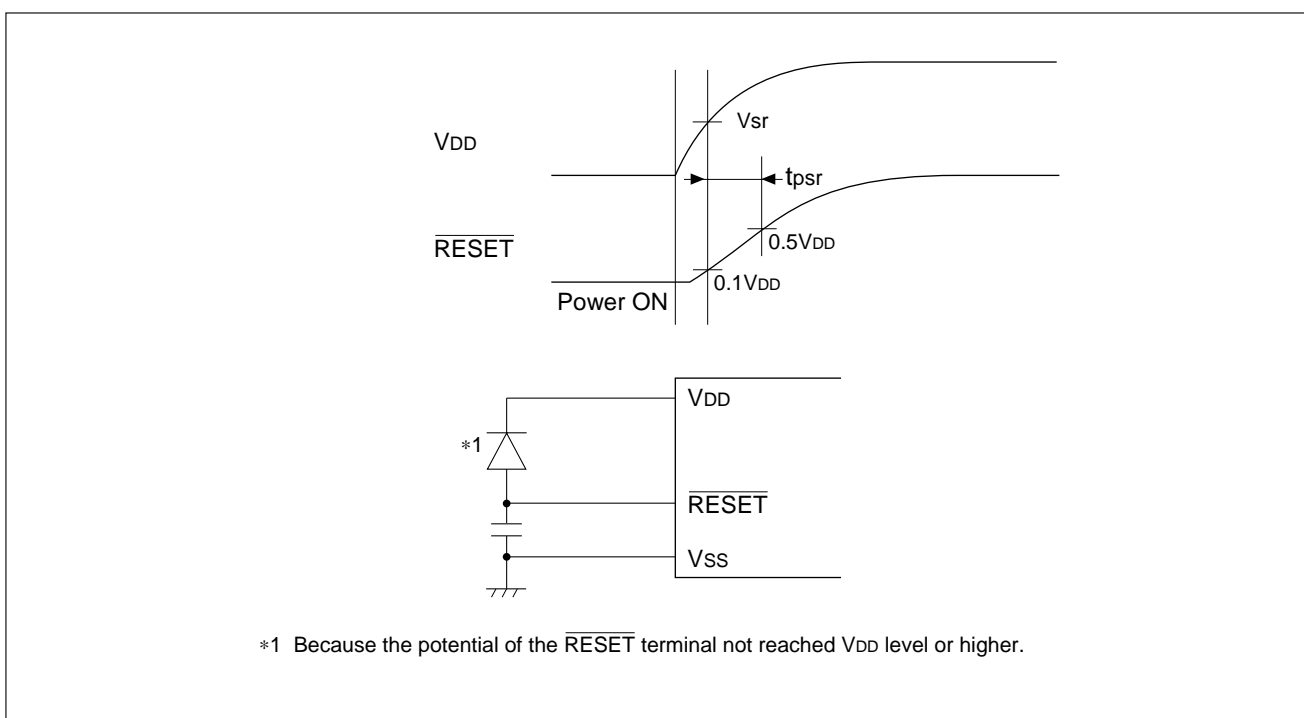 Vsr
VDD
tpsr
RESET
0.5VDD
0.1VDD
Power ON
VDD
*1
RESET
VSS
*1 Because the potential of the RESET terminal not reached VDD level or higher.